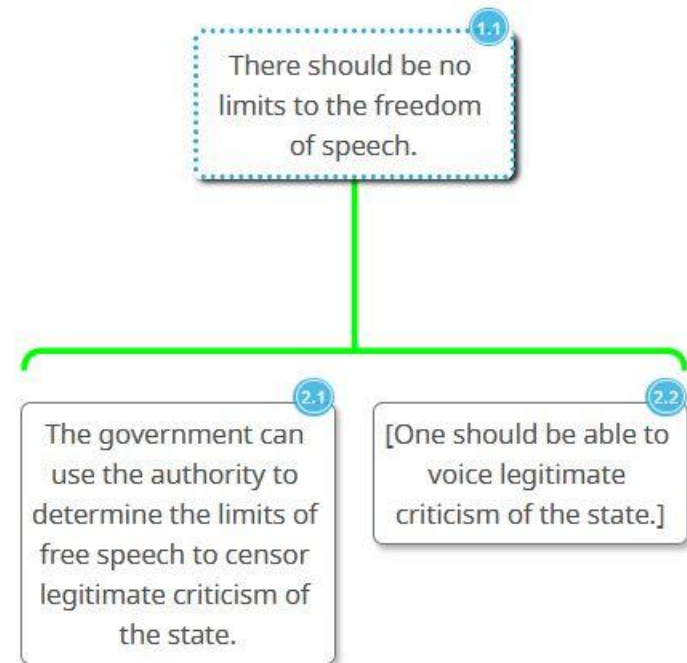 1.1
There should be no
limits to the freedom
of speech.
2.1
The government can
use the authority to
determine the limits of
free speech to censor
legitimate criticism of
the state.
2.2
[One should be able to
voice legitimate
criticism of the state.]